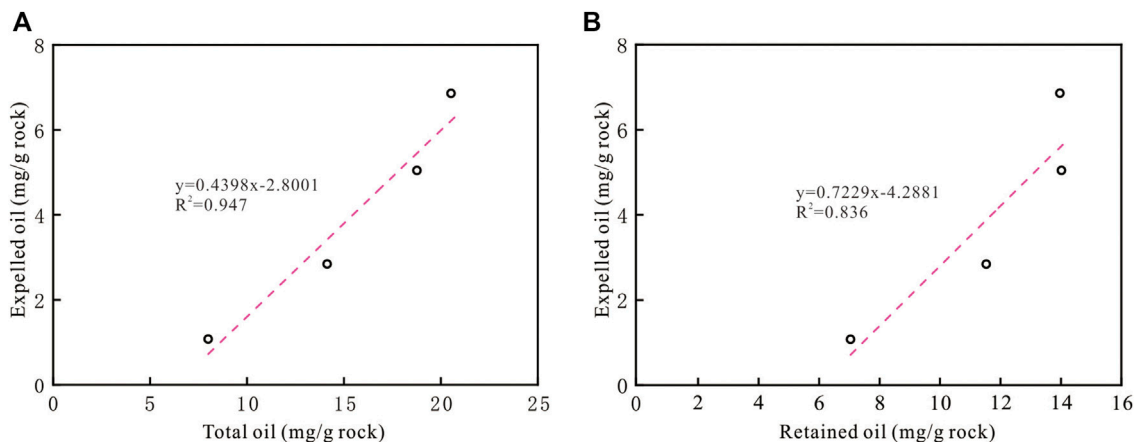 A
8
6
4
2
0
Expelled oil (mg/g rock)
y=0.4398x-2.8001
R²=0.947
0 5 10 15 20 25
Total oil (mg/g rock)
B
8
6
4
2
0
Expelled oil (mg/g rock)
y=0.7229x-4.2881
R²=0.836
0 2 4 6 8 10 12 14 16
Retained oil (mg/g rock)